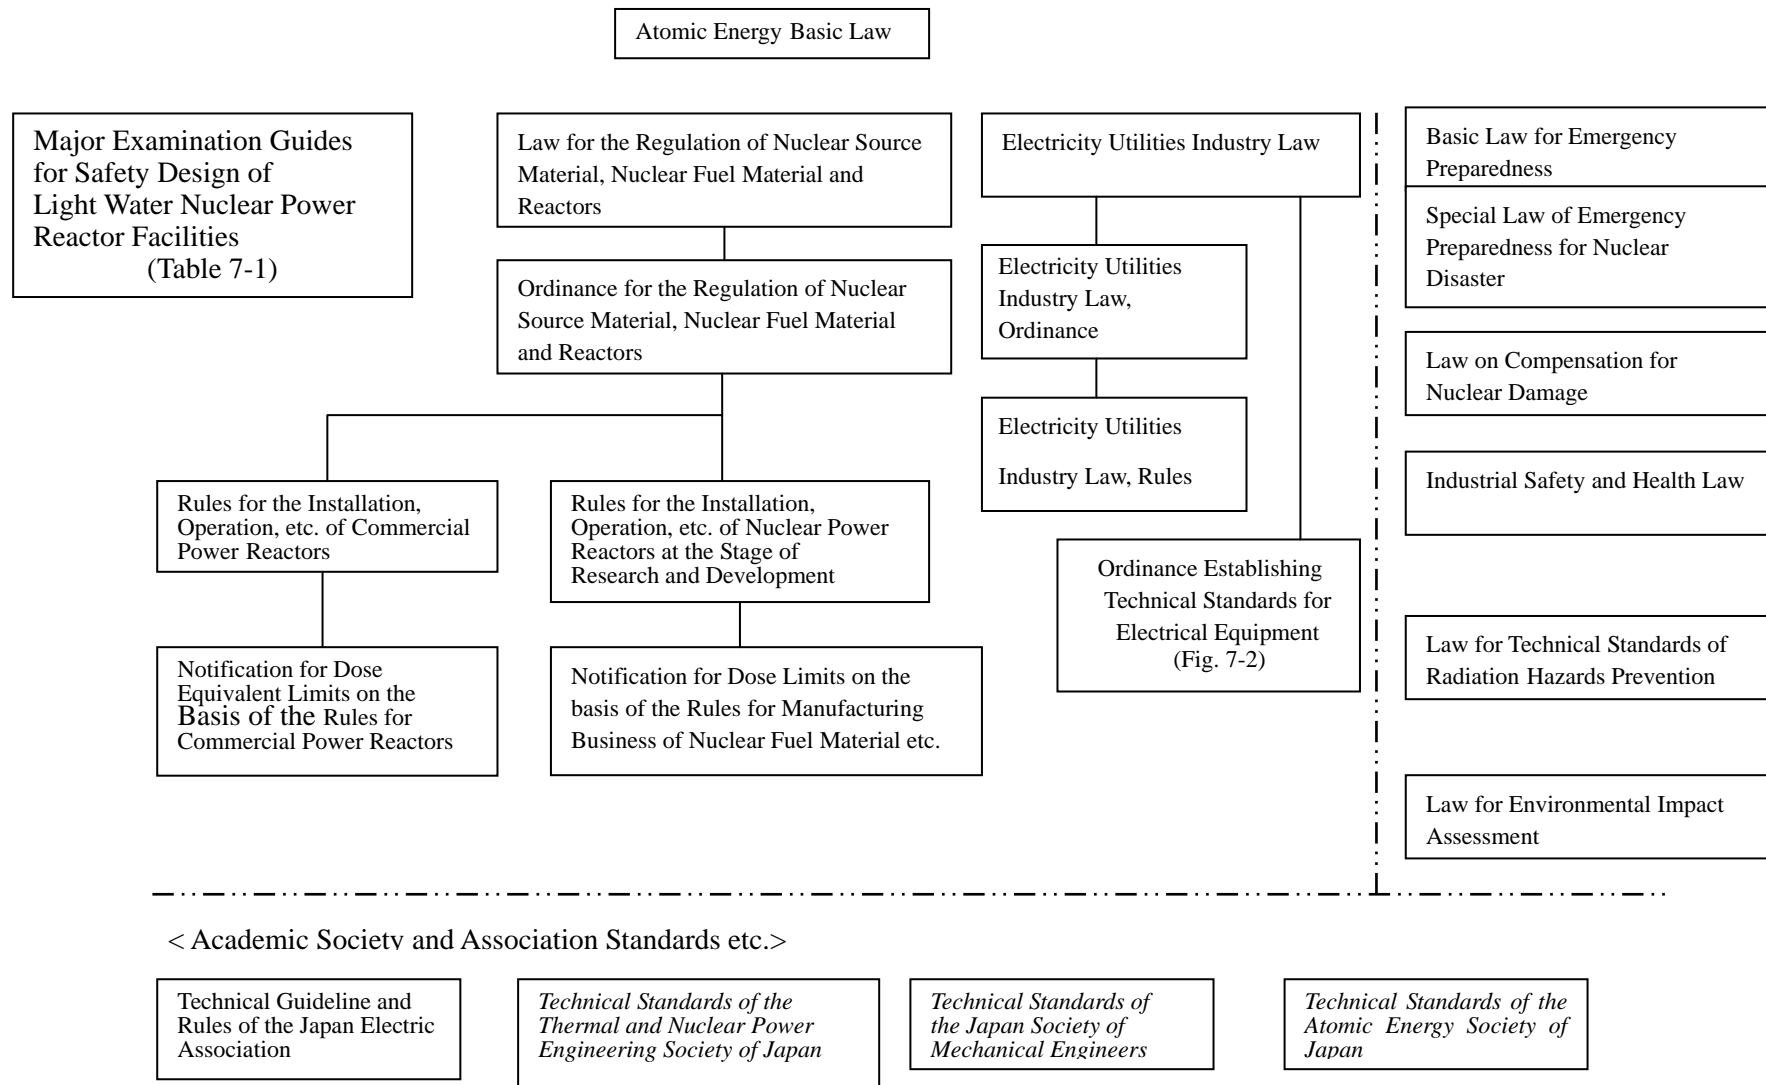 Atomic Energy Basic Law
Major Examination Guides
for Safety Design of
Light Water Nuclear Power
Reactor Facilities
(Table 7-1)
Law for the Regulation of Nuclear Source
Material, Nuclear Fuel Material and
Reactors
Ordinance for the Regulation of Nuclear
Source Material, Nuclear Fuel Material
and Reactors
Rules for the Installation,
Operation, etc. of Commercial
Power Reactors
Rules for the Installation,
Operation, etc. of Nuclear Power
Reactors at the Stage of
Research and Development
Notification for Dose
Equivalent Limits on the
Basis of the Rules for
Commercial Power Reactors
Notification for Dose Limits on the
basis of the Rules for Manufacturing
Business of Nuclear Fuel Material etc.
Electricity Utilities Industry Law
Electricity Utilities
Industry Law,
Ordinance
Electricity Utilities
Industry Law, Rules
Ordinance Establishing
Technical Standards for
Electrical Equipment
(Fig. 7-2)
Basic Law for Emergency
Preparedness
Special Law of Emergency
Preparedness for Nuclear
Disaster
Law on Compensation for
Nuclear Damage
Industrial Safety and Health Law
Law for Technical Standards of
Radiation Hazards Prevention
Law for Environmental Impact
Assessment
< Academic Society and Association Standards etc.>
Technical Guideline and
Rules of the Japan Electric
Association
Technical Standards of the
Thermal and Nuclear Power
Engineering Society of Japan
Technical Standards of
the Japan Society of
Mechanical Engineers
Technical Standards of the
Atomic Energy Society of
Japan